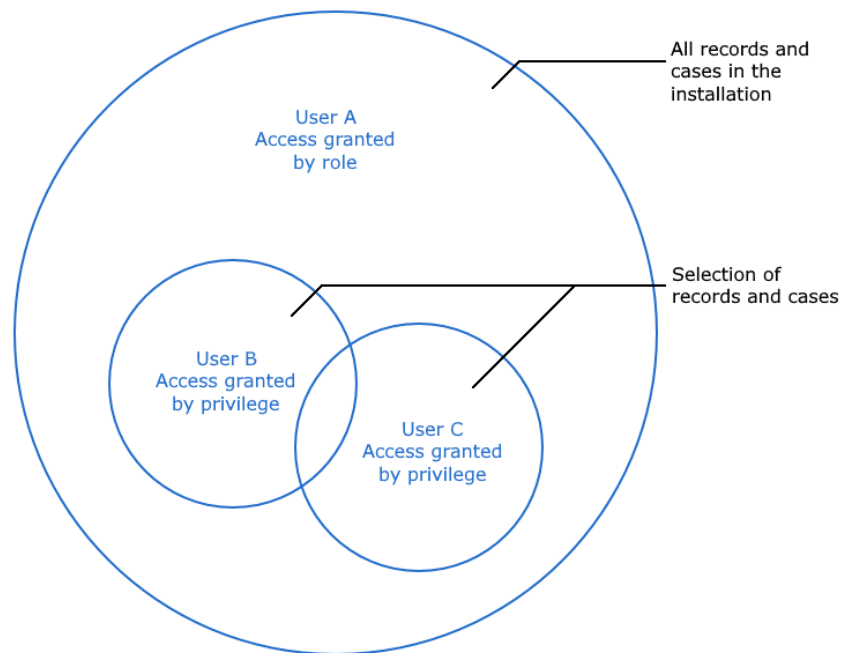 All records and
cases in the
installation
User A
Access granted
by role
Selection of
records and cases
User B
Access granted
by privilege
User C
Access granted
by privilege